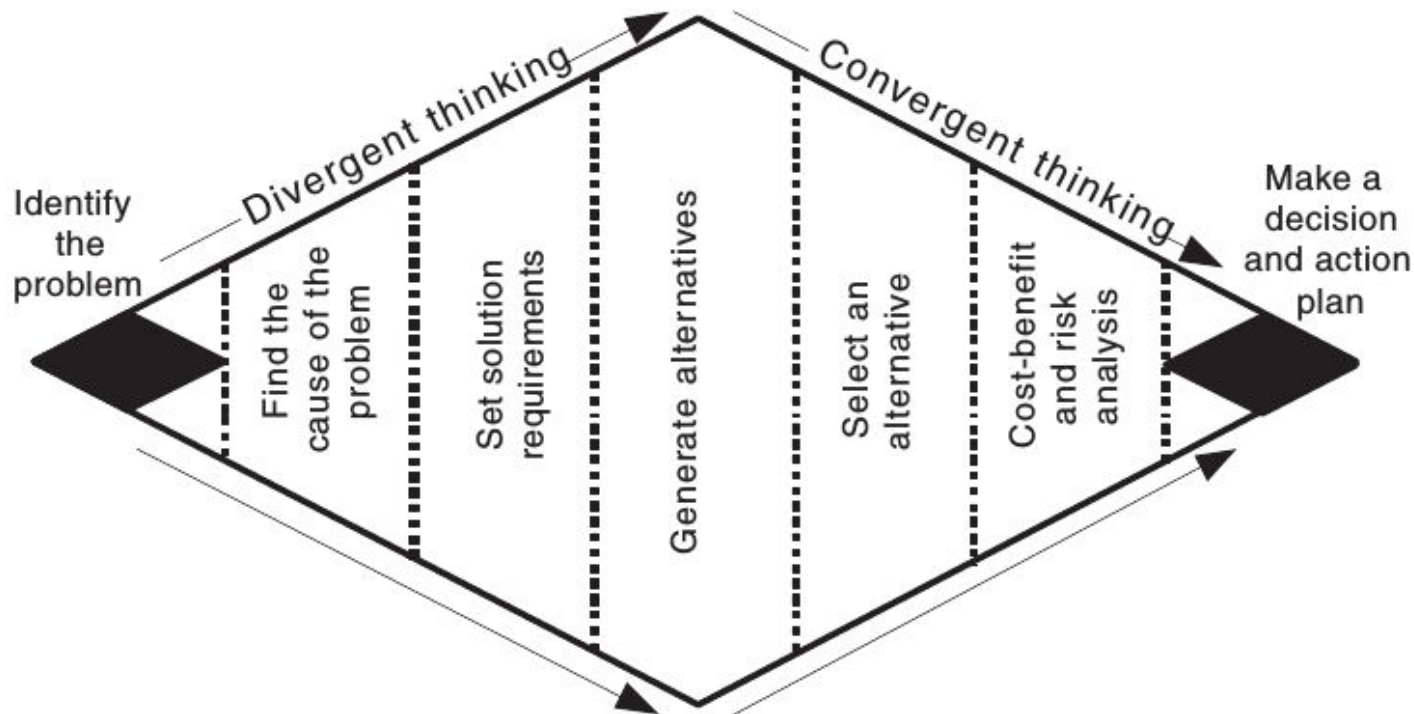 Divergent thinking
Convergent thinking
Identify
the
problem
Find the
cause of the
problem
Set solution
requirements
Generate alternatives
Select an
alternative
Cost-benefit
and risk
analysis
Make a
decision
and action
plan